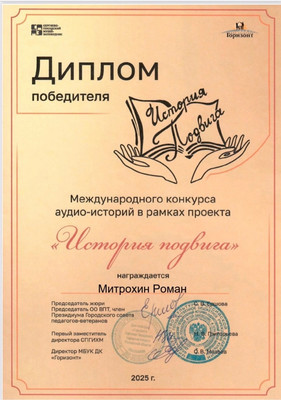 Горизонт
Диплом
победителя
История
Подвига
Международного конкурса
аудио-историй в рамках проекта
«История подвига»
награждается
Митрохин Роман
Председатель жюри
Председатель ОО ВПТ, член
Президиума Городского совета
педагогов-ветеранов
Первый заместитель
директора СПГИХМ
Директор МБУК ДК
«Горизонт»
2025 г.